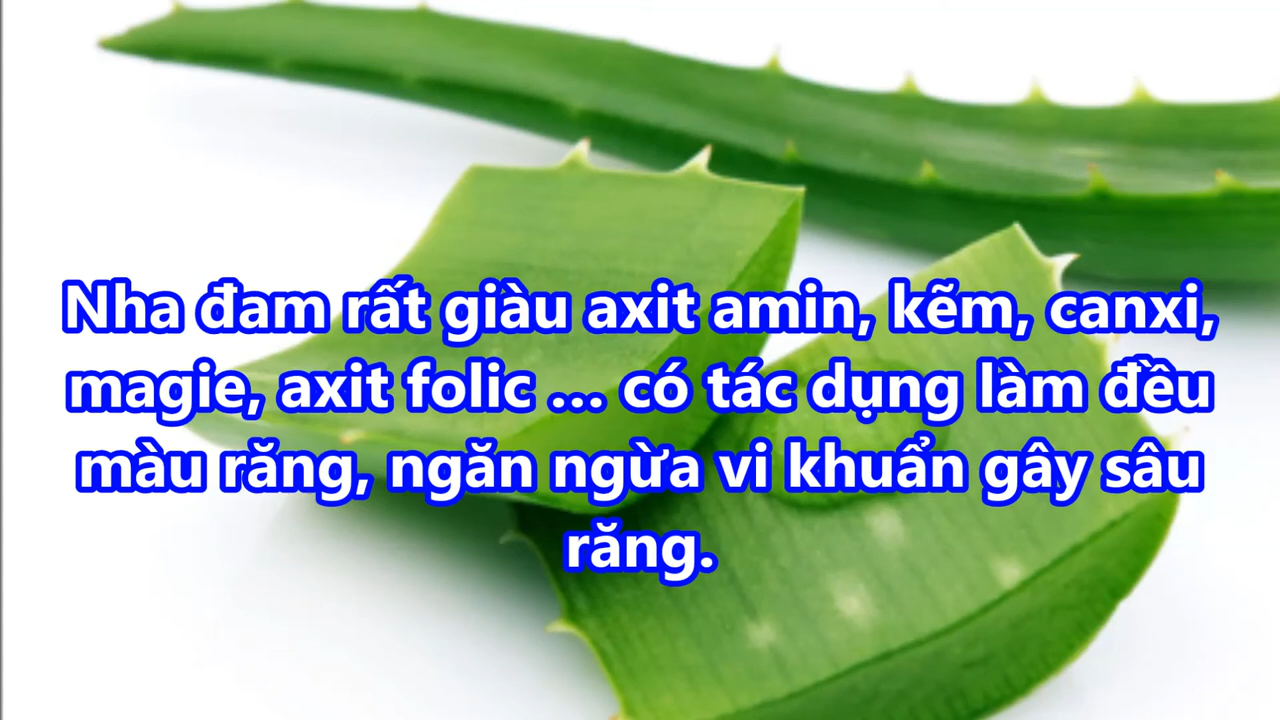 Nha đam rất giàu axit amin, kẽm, canxi,
magie, axit folic ... có tác dụng làm đều
màu răng, ngăn ngừa vi khuẩn gây sâu
răng.